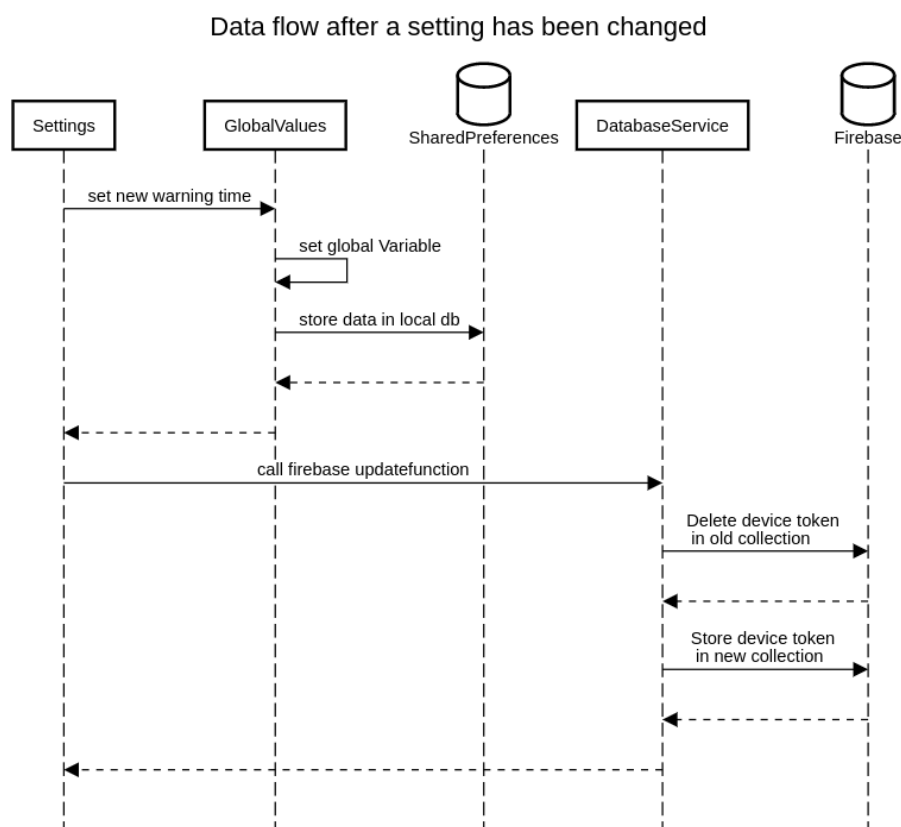 Data flow after a setting has been changed
Settings
GlobalValues
SharedPreferences
DatabaseService
Firebase
set new warning time
set global Variable
store data in local db
call firebase updatefunction
Delete device token
in old collection
Store device token
in new collection